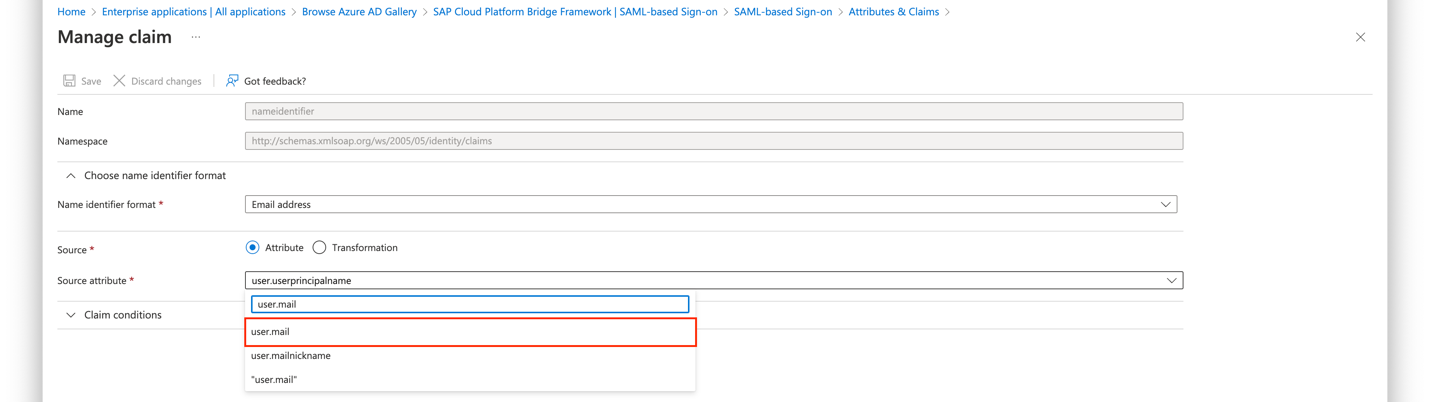 Home > Enterprise applications | All applications > Browse Azure AD Gallery > SAP Cloud Platform Bridge Framework | SAML-based Sign-on > SAML-based Sign-on > Attributes & Claims >
Manage claim ...
Save Discard changes | Got feedback?
Name nameidentifier
Namespace http://schemas.xmlsoap.org/ws/2005/05/identity/claims
Choose name identifier format
Name identifier format * Email address
Source * Attribute Transformation
Source attribute * user.userprincipalname
user.mail
Claim conditions
user.mail
user.mailnickname
"user.mail"